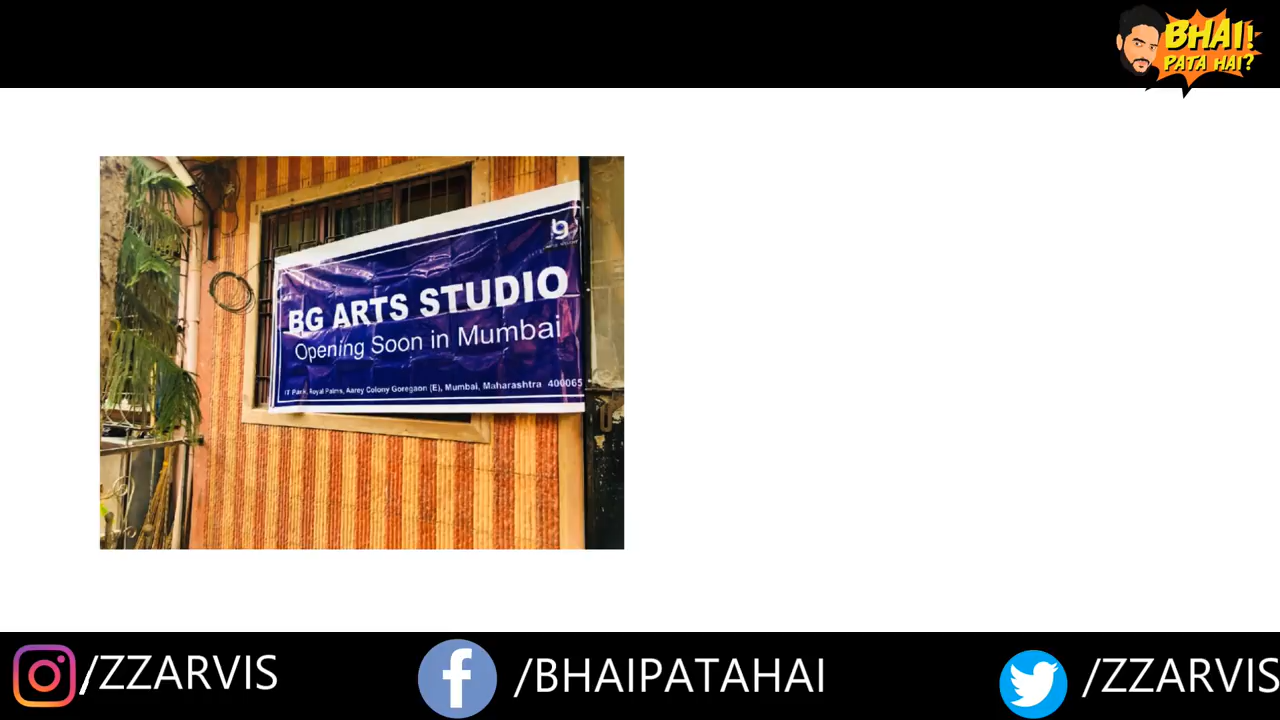 BHAI!
PATA HAI?
bg
BG ARTS STUDIO
Opening Soon in Mumbai
IT Park, Royal Palms, Aarey Colony Goregaon (E), Mumbai, Maharashtra 400065
/ZZARVIS
/BHAIPATAHAI
/ZZARVIS